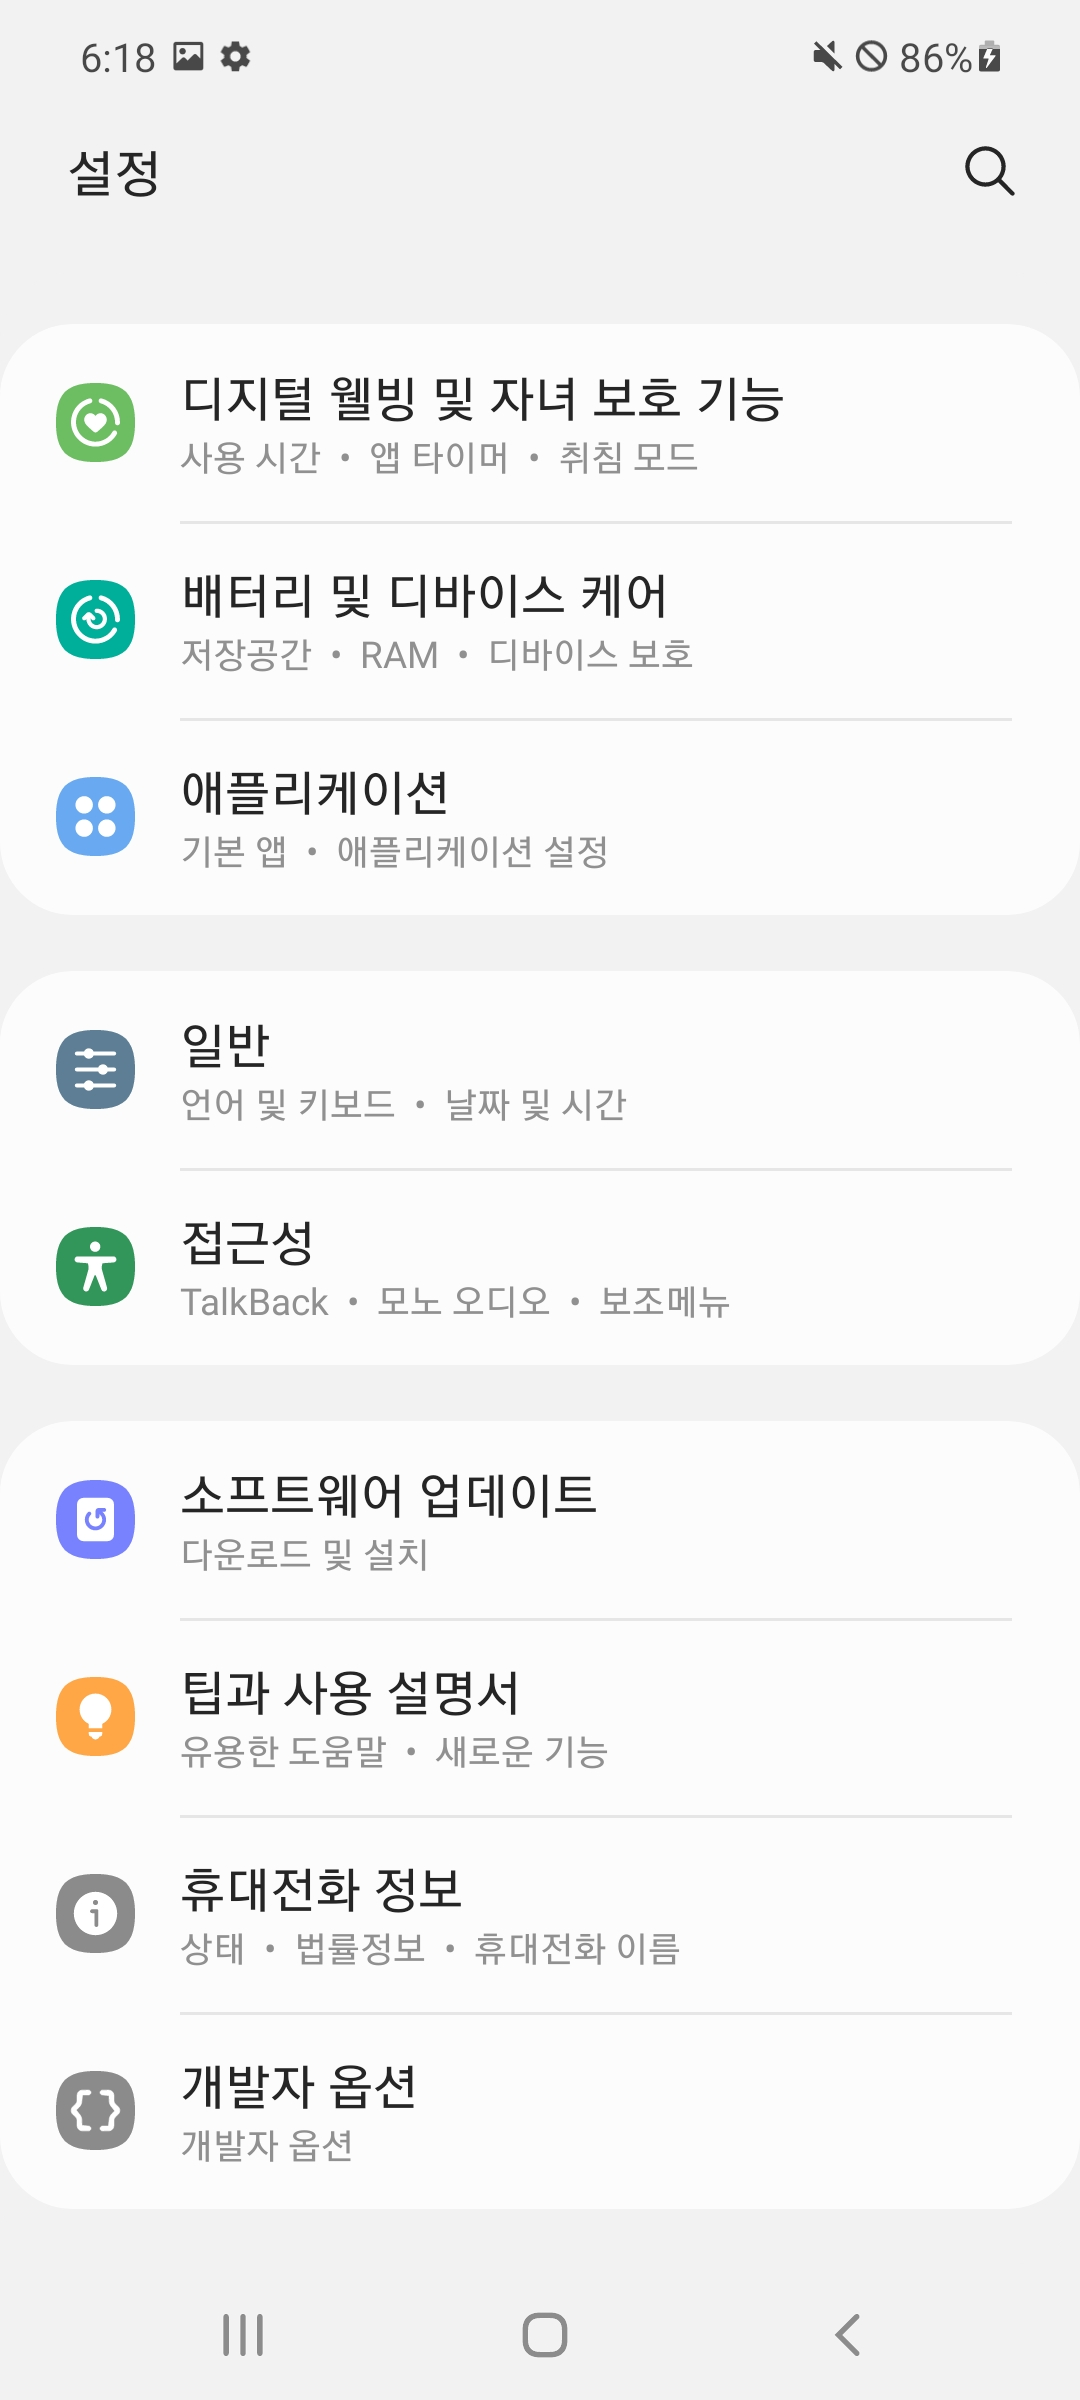 6:18 86%
설정
디지털 웰빙 및 자녀 보호 기능
사용 시간 • 앱 타이머 • 취침 모드
배터리 및 디바이스 케어
저장공간 • RAM • 디바이스 보호
애플리케이션
기본 앱 • 애플리케이션 설정
일반
언어 및 키보드 • 날짜 및 시간
접근성
TalkBack • 모노 오디오 • 보조메뉴
소프트웨어 업데이트
다운로드 및 설치
팁과 사용 설명서
유용한 도움말 • 새로운 기능
휴대전화 정보
상태 • 법률정보 • 휴대전화 이름
개발자 옵션
개발자 옵션